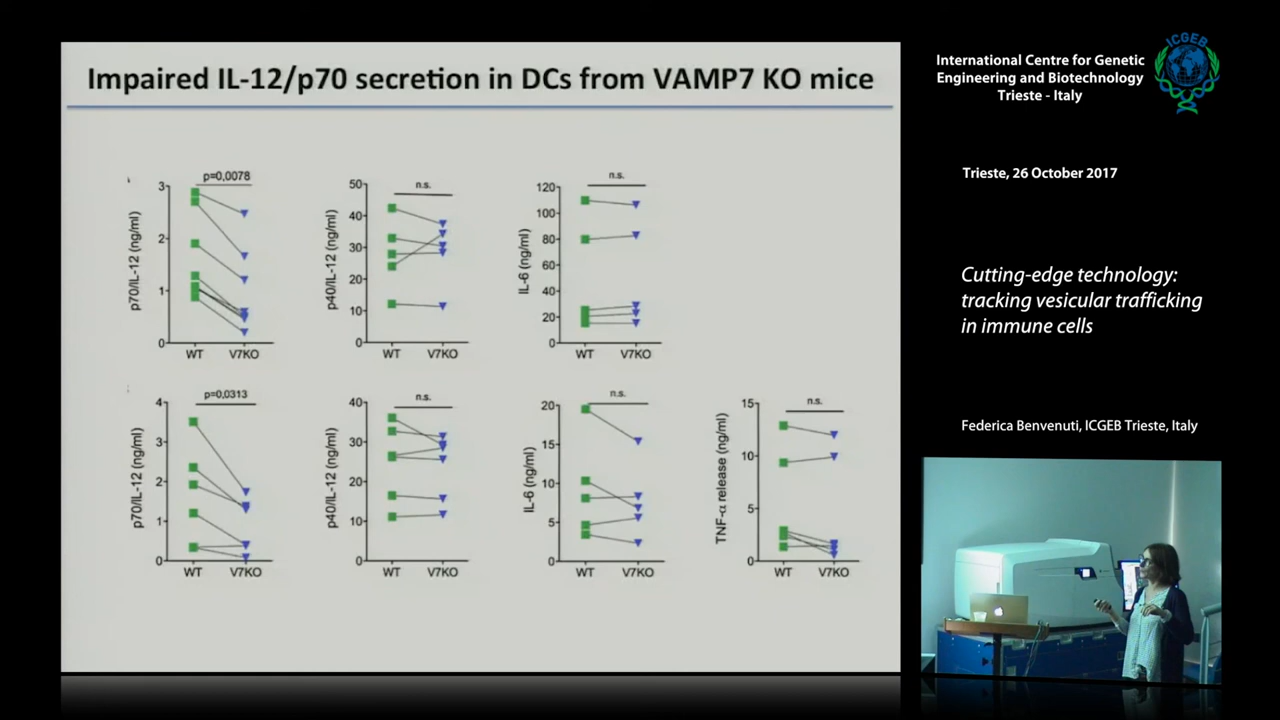 Impaired IL-12/p70 secretion in DCs from VAMP7 KO mice
p=0,0078
p70/IL-12 (ng/ml)
3
2
1
0
WT V7KO
n.s.
p40/IL-12 (ng/ml)
50
40
30
20
10
0
WT V7KO
n.s.
IL-6 (ng/ml)
120
100
80
60
40
20
0
WT V7KO
p=0,0313
p70/IL-12 (ng/ml)
4
3
2
1
0
WT V7KO
n.s.
p40/IL-12 (ng/ml)
40
30
20
10
0
WT V7KO
n.s.
IL-6 (ng/ml)
20
15
10
5
0
WT V7KO
n.s.
TNF-α release (ng/ml)
15
10
5
0
WT V7KO
International Centre for Genetic
Engineering and Biotechnology
Trieste - Italy
ICGEB
Trieste, 26 October 2017
Cutting-edge technology:
tracking vesicular trafficking
in immune cells
Federica Benvenuti, ICGEB Trieste, Italy